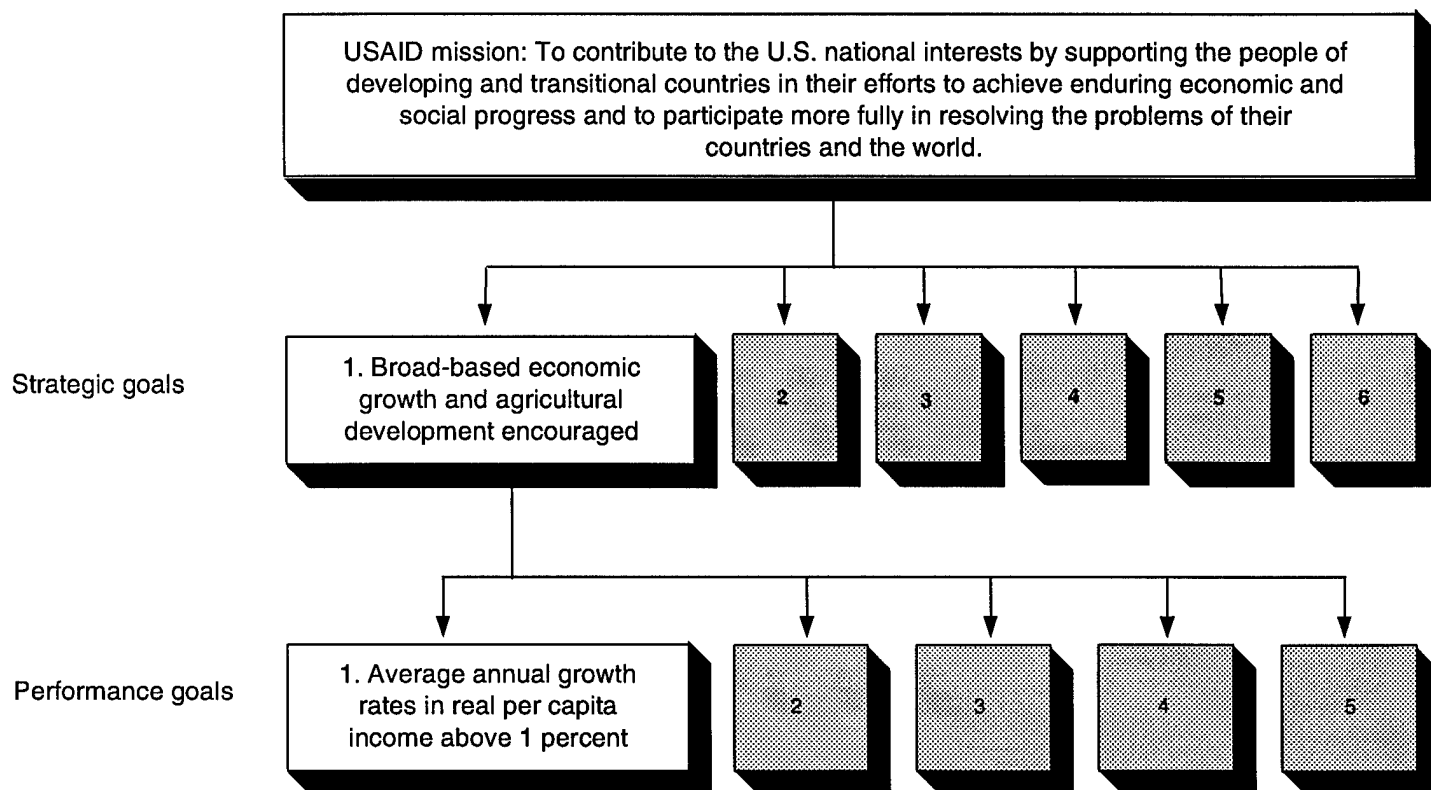 USAID mission: To contribute to the U.S. national interests by supporting the people of
developing and transitional countries in their efforts to achieve enduring economic and
social progress and to participate more fully in resolving the problems of their
countries and the world.
Strategic goals
1. Broad-based economic
growth and agricultural
development encouraged
2
3
4
5
6
Performance goals
1. Average annual growth
rates in real per capita
income above 1 percent
2
3
4
5